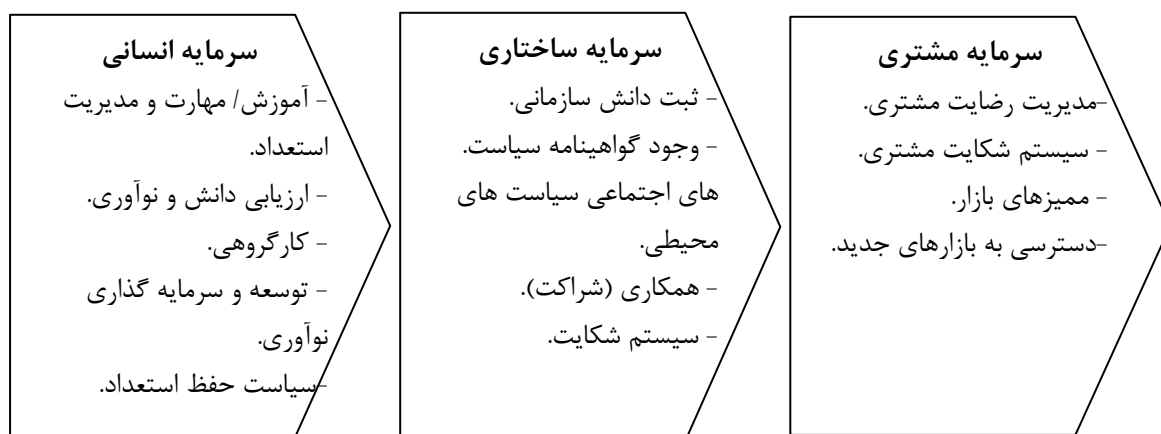 سرمایه انسانی
- آموزش/ مهارت و مدیریت
استعداد.
- ارزیابی دانش و نوآوری.
- کارگروهی.
- توسعه و سرمایه گذاری
نوآوری.
-سیاست حفظ استعداد.
سرمایه ساختاری
- ثبت دانش سازمانی.
- وجود گواهینامه سیاست.
های اجتماعی سیاست های
محیطی.
- همکاری (شراکت).
- سیستم شکایت.
سرمایه مشتری
-مدیریت رضایت مشتری.
- سیستم شکایت مشتری.
- ممیزهای بازار.
-دسترسی به بازارهای جدید.